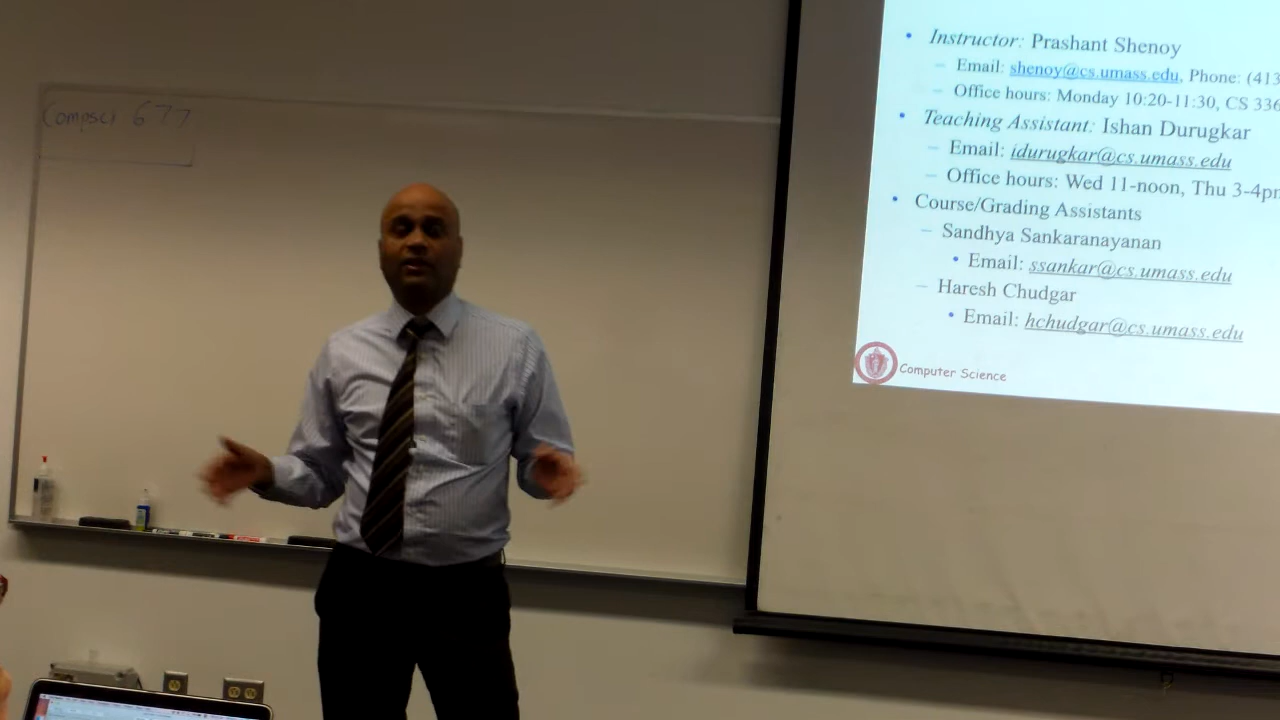 Compsci 677
• Instructor: Prashant Shenoy
– Email: shenoy@cs.umass.edu, Phone: (413
– Office hours: Monday 10:20-11:30, CS 336
• Teaching Assistant: Ishan Durugkar
– Email: idurugkar@cs.umass.edu
– Office hours: Wed 11-noon, Thu 3-4pm
• Course/Grading Assistants
– Sandhya Sankaranayanan
• Email: ssankar@cs.umass.edu
– Haresh Chudgar
• Email: hchudgar@cs.umass.edu
Computer Science